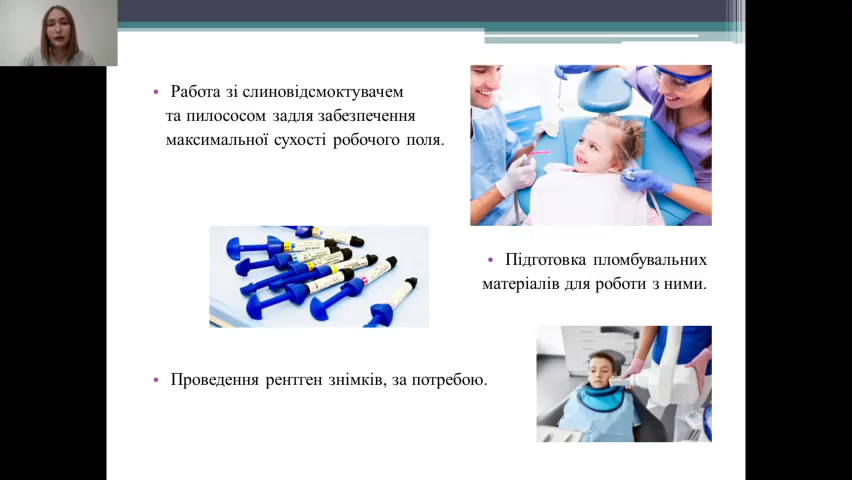 • Работа зі слиновідсмоктувачем
та пилососом задля забезпечення
максимальної сухості робочого поля.
• Підготовка пломбувальних
матеріалів для роботи з ними.
• Проведення рентген знімків, за потребою.